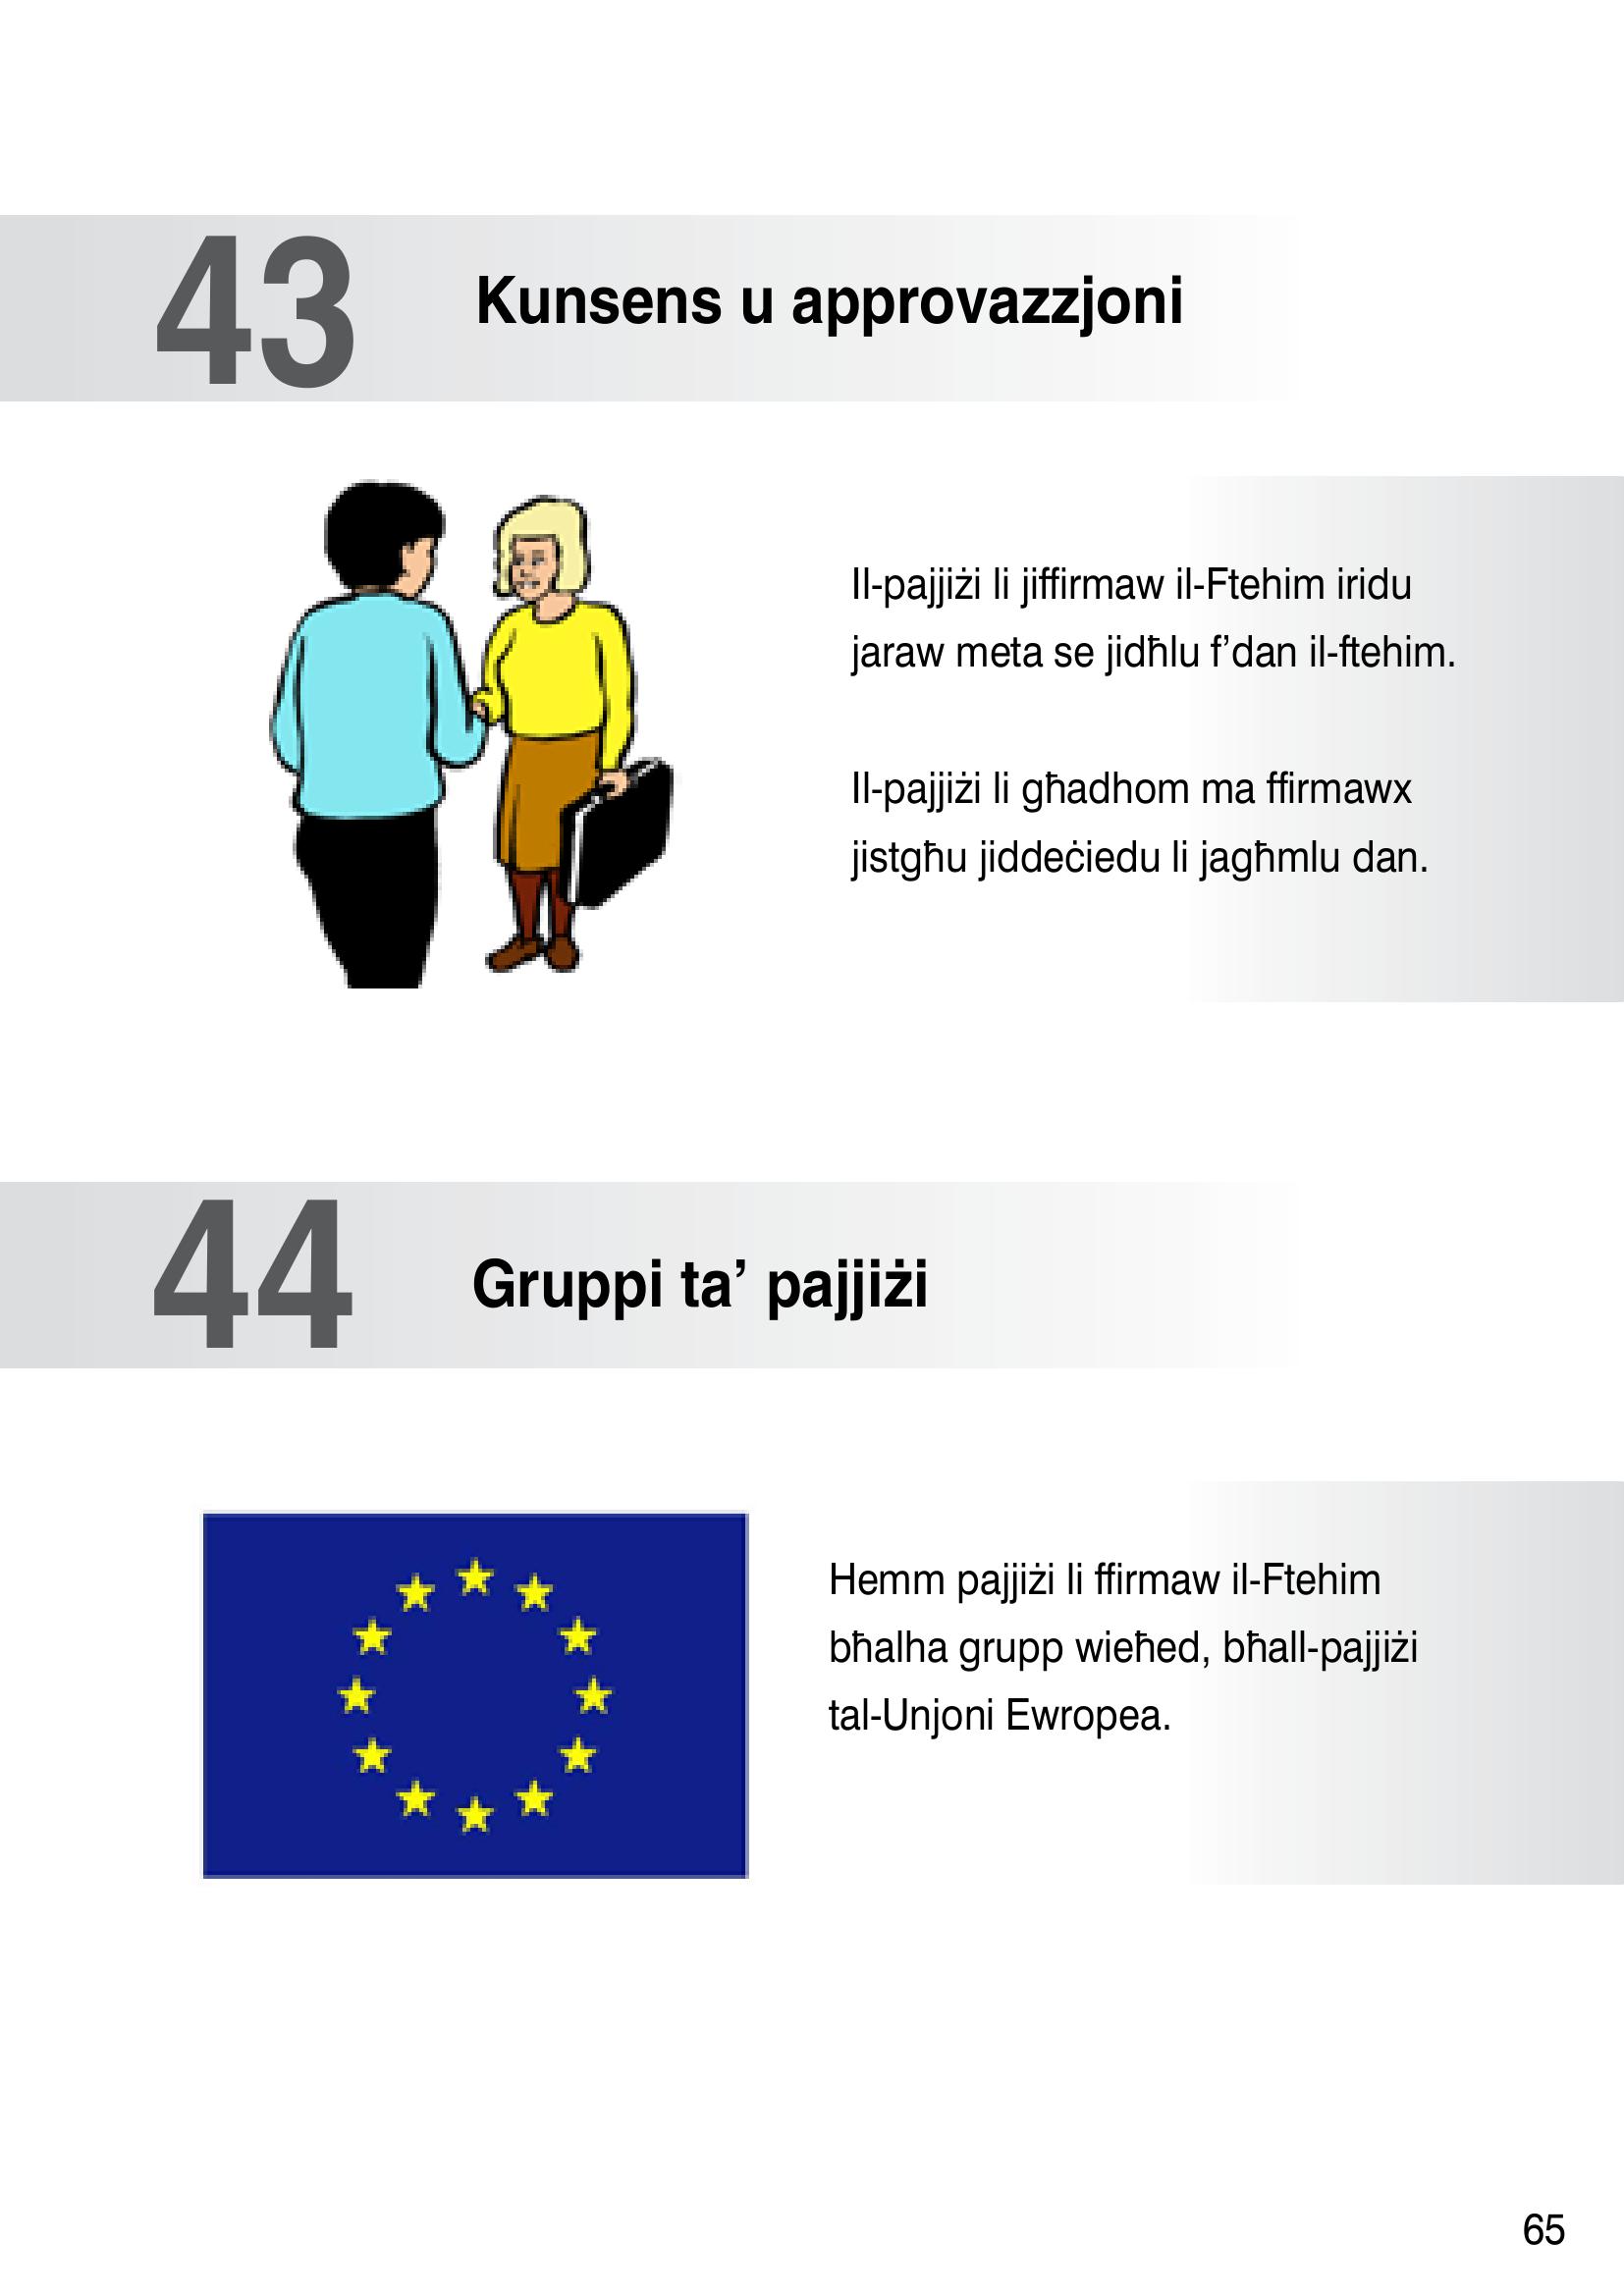 43
Kunsens u approvazzjoni
Il-pajjiżi li jiffirmaw il-Ftehim iridu
jaraw meta se jidħlu f’dan il-ftehim.
Il-pajjiżi li għadhom ma ffirmawx
jistgħu jiddeċiedu li jagħmlu dan.
44
Gruppi ta’ pajjiżi
Hemm pajjiżi li ffirmaw il-Ftehim
bħalha grupp wieħed, bħall-pajjiżi
tal-Unjoni Ewropea.
65